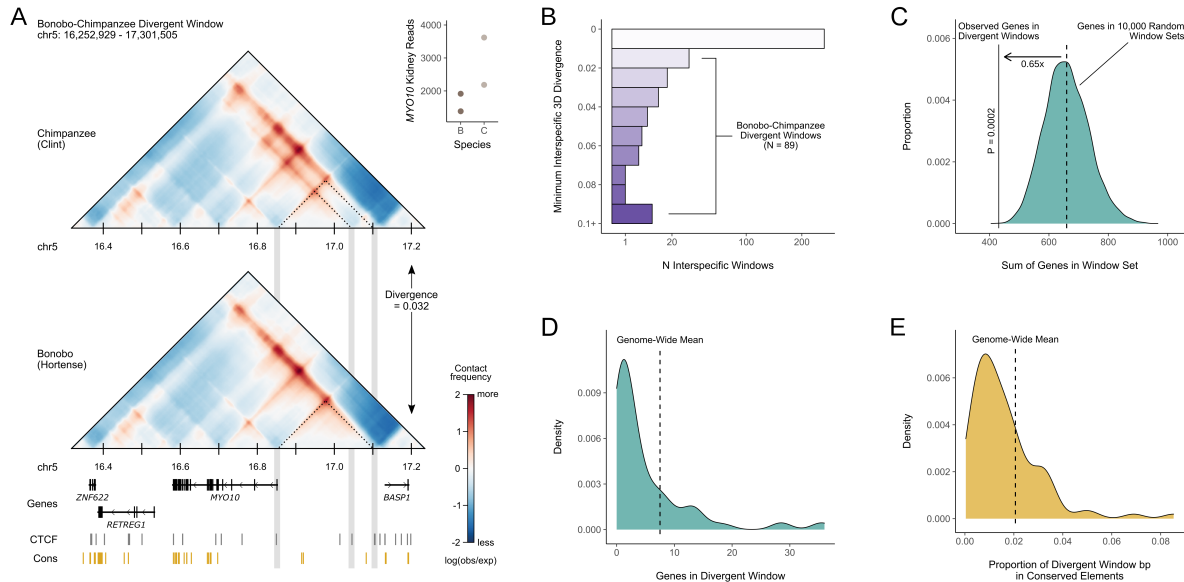 A
Bonobo-Chimpanzee Divergent Window
chr5: 16,252,929 - 17,301,505
MYO10 Kidney Reads
4000
3000
2000
B
C
Species
Chimpanzee
(Clint)
chr5
16.4
16.6
16.8
17.0
17.2
Divergence
= 0.032
Bonobo
(Hortense)
Contact
frequency
2
more
1
0
-1
-2
less
log(obs/exp)
chr5
16.4
16.6
16.8
17.0
17.2
ZNF622
MYO10
BASP1
Genes
RETREG1
CTCF
Cons
B
Minimum Interspecific 3D Divergence
0
0.02
0.04
0.06
0.08
0.1+
Bonobo-Chimpanzee
Divergent Windows
(N = 89)
1
20
100
200
N Interspecific Windows
C
Proportion
0.006
0.004
0.002
0.000
Observed Genes in
Divergent Windows
Genes in 10,000 Random
Window Sets
0.65x
P = 0.0002
400
600
800
1000
Sum of Genes in Window Set
D
Genome-Wide Mean
Density
0.009
0.006
0.003
0.000
0
10
20
30
Genes in Divergent Window
E
Genome-Wide Mean
Density
0.006
0.004
0.002
0.000
0.00
0.02
0.04
0.06
0.08
Proportion of Divergent Window bp
in Conserved Elements